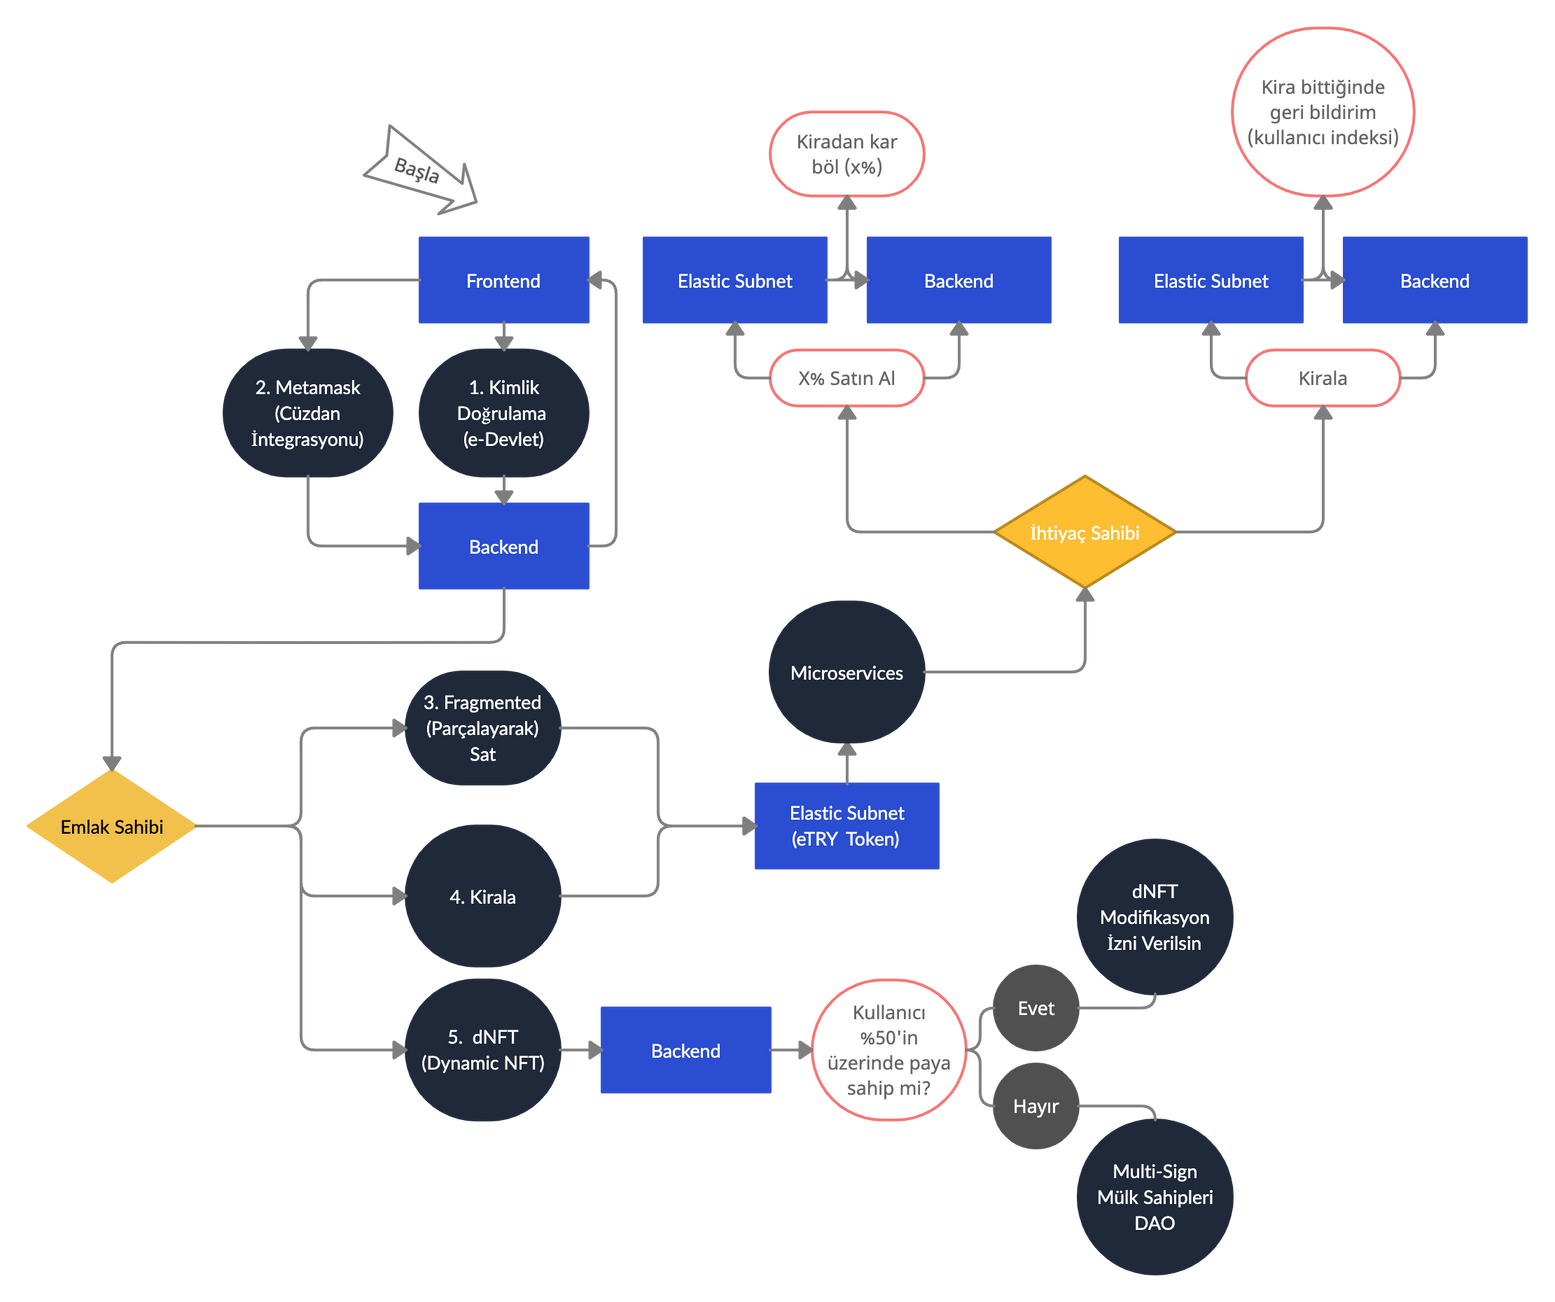 Başla
Frontend
2. Metamask
(Cüzdan
İntegrasyonu)
1. Kimlik
Doğrulama
(e-Devlet)
Backend
Kiradan kar
böl (x%)
Elastic Subnet
Backend
X% Satın Al
Kira bittiğinde
geri bildirim
(kullanıcı indeksi)
Elastic Subnet
Backend
Kirala
İhtiyaç Sahibi
Microservices
Elastic Subnet
(eTRY Token)
Emlak Sahibi
3. Fragmented
(Parçalayarak)
Sat
4. Kirala
5. dNFT
(Dynamic NFT)
Backend
Kullanıcı
%50'in
üzerinde paya
sahip mi?
Evet
Hayır
dNFT
Modifikasyon
İzni Verilsin
Multi-Sign
Mülk Sahipleri
DAO